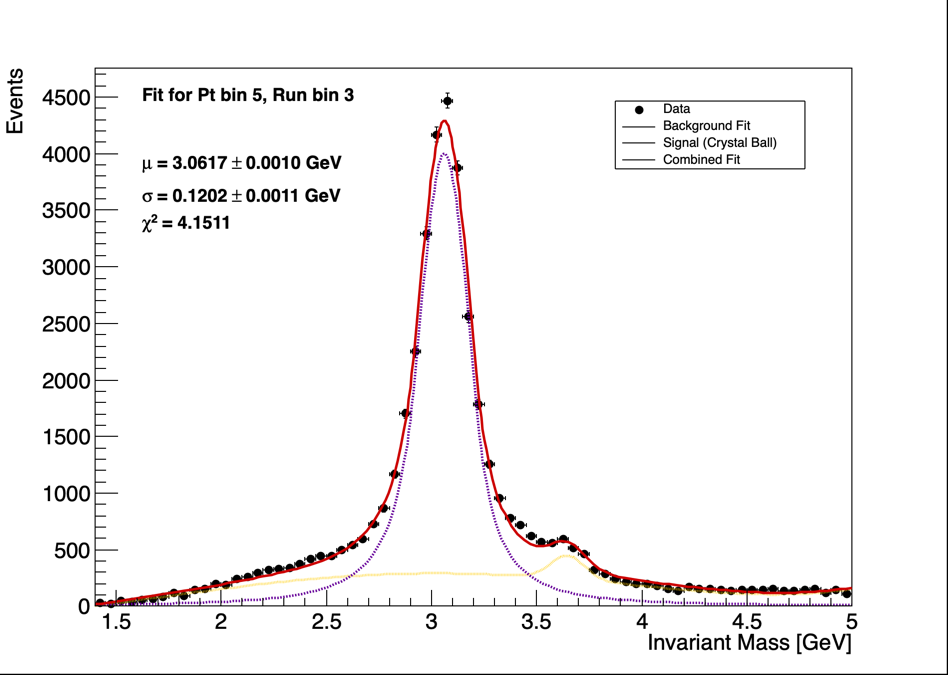 Events
4500
4000
3500
3000
2500
2000
1500
1000
500
0
Fit for Pt bin 5, Run bin 3
μ = 3.0617 ± 0.0010 GeV
σ = 0.1202 ± 0.0011 GeV
χ² = 4.1511
Data
Background Fit
Signal (Crystal Ball)
Combined Fit
1.5 2 2.5 3 3.5 4 4.5 5
Invariant Mass [GeV]